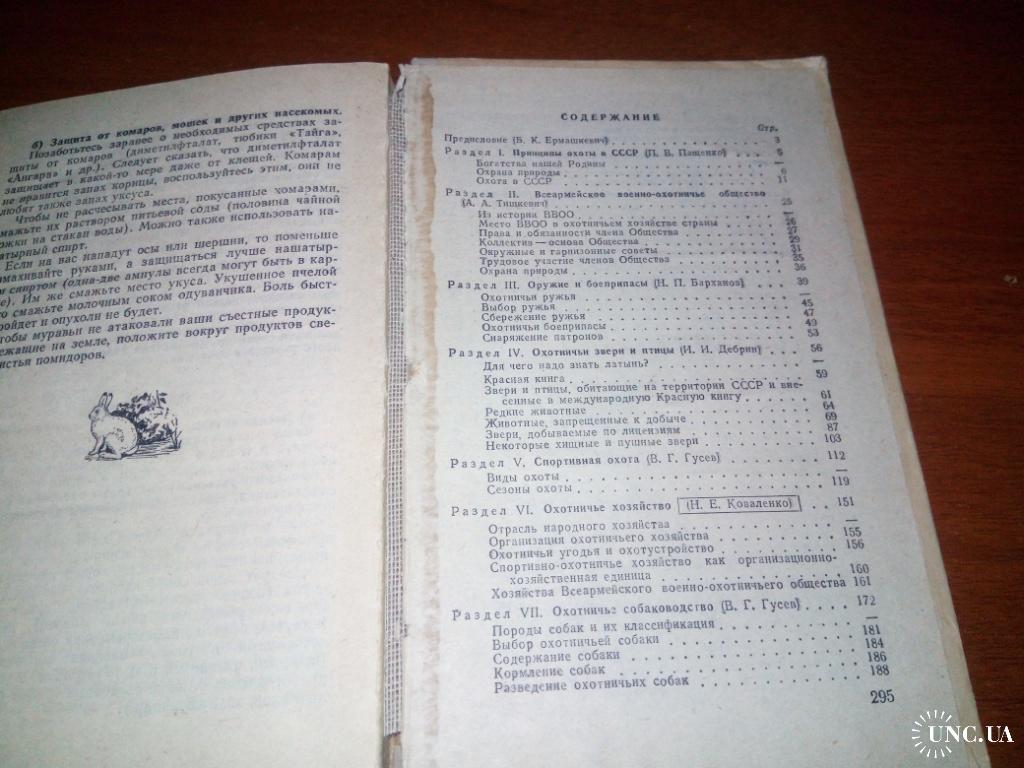 б) Защита от комаров, мошек и других насекомых.
Позаботьтесь заранее о необходимых средствах за-
щиты от комаров (диметилфталат, тюбики «Тайга»,
«Ангара» и др.). Следует сказать, что диметилфталат
защищает в какой-то мере даже от клещей. Комарам
не нравится запах корицы, воспользуйтесь этим, они не
любят также запах уксуса.
Чтобы не расчесывать места, покусанные комарами,
смажьте их раствором питьевой соды (половина чайной
ложки на стакан воды). Можно также использовать на-
шатырный спирт.
Если на вас нападут осы или шершни, то поменьше
махивайте руками, а защищаться лучше нашатыр-
спиртом (одна-две ампулы всегда могут быть в кар-
е). Им же смажьте место укуса. Укушенное пчелой
о смажьте молочным соком одуванчика. Боль быст-
ройдет и опухоли не будет.
тобы муравьи не атаковали ваши съестные продук-
ежащие на земле, положите вокруг продуктов све-
истья помидоров.
СОДЕРЖАНИЕ
Стр.
Предисловие (Б. К. Ермашкевич) 3
Раздел I. Принципы охоты в СССР (П. В. Пащенко) 5
Богатства нашей Родины —
Охрана природы 6
Охота в СССР 11
Раздел II. Всеармейское военно-охотничье общество
(А. А. Тишкевич) 25
Из истории ВВОО —
Место ВВОО в охотничьем хозяйстве страны 26
Права и обязанности члена Общества 27
Коллектив — основа Общества 29
Окружные и гарнизонные советы 31
Трудовое участие членов Общества 35
Охрана природы 36
Раздел III. Оружие и боеприпасы (Н. П. Барханов) 39
Охотничьи ружья —
Выбор ружья 45
Сбережение ружья 47
Охотничьи боеприпасы 49
Снаряжение патронов 53
Раздел IV. Охотничьи звери и птицы (И. И. Дебрин) 56
Для чего надо знать латынь? —
Красная книга 59
Звери и птицы, обитающие на территории СССР и вне-
сенные в международную Красную книгу 61
Редкие животные 64
Животные, запрещенные к добыче 69
Звери, добываемые по лицензиям 87
Некоторые хищные и пушные звери 103
Раздел V. Спортивная охота (В. Г. Гусев) 112
Виды охоты —
Сезоны охоты 119
Раздел VI. Охотничье хозяйство (Н. Е. Коваленко) 151
Отрасль народного хозяйства —
Организация охотничьего хозяйства 155
Охотничьи угодья и охотустройство 156
Спортивно-охотничье хозяйство как организационно-
хозяйственная единица 160
Хозяйства Всеармейского военно-охотничьего общества 161
Раздел VII. Охотничье собаководство (В. Г. Гусев) 172
Породы собак и их классификация —
Выбор охотничьей собаки 181
Содержание собаки 184
Кормление собак 186
Разведение охотничьих собак 188
295
UNC.UA